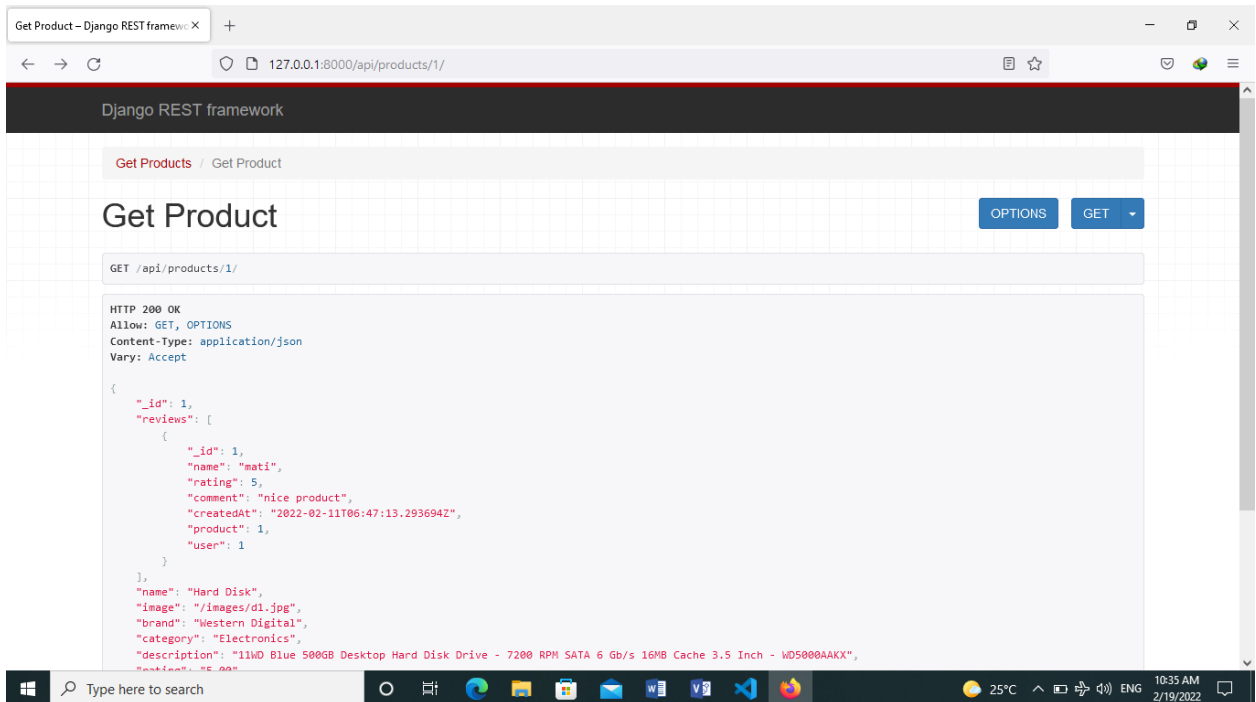 Get Product – Django REST framewo
127.0.0.1:8000/api/products/1/
Django REST framework
Get Products / Get Product
Get Product
OPTIONS GET
GET /api/products/1/
HTTP 200 OK
Allow: GET, OPTIONS
Content-Type: application/json
Vary: Accept
{
"_id": 1,
"reviews": [
{
"_id": 1,
"name": "mati",
"rating": 5,
"comment": "nice product",
"createdAt": "2022-02-11T06:47:13.293694Z",
"product": 1,
"user": 1
}
],
"name": "Hard Disk",
"image": "/images/d1.jpg",
"brand": "Western Digital",
"category": "Electronics",
"description": "11WD Blue 500GB Desktop Hard Disk Drive - 7200 RPM SATA 6 Gb/s 16MB Cache 3.5 Inch - WD5000AAKX",
"rating": "5.00"
Type here to search
25°C ENG 10:35 AM
2/19/2022